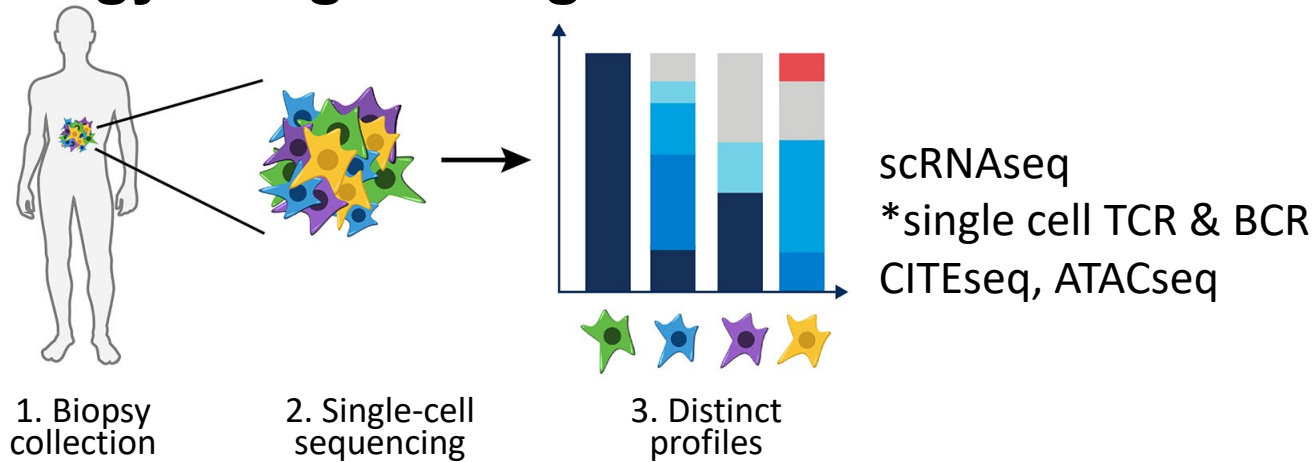 scRNAseq
*single cell TCR & BCR
CITEseq, ATACseq
1. Biopsy
collection
2. Single-cell
sequencing
3. Distinct
profiles